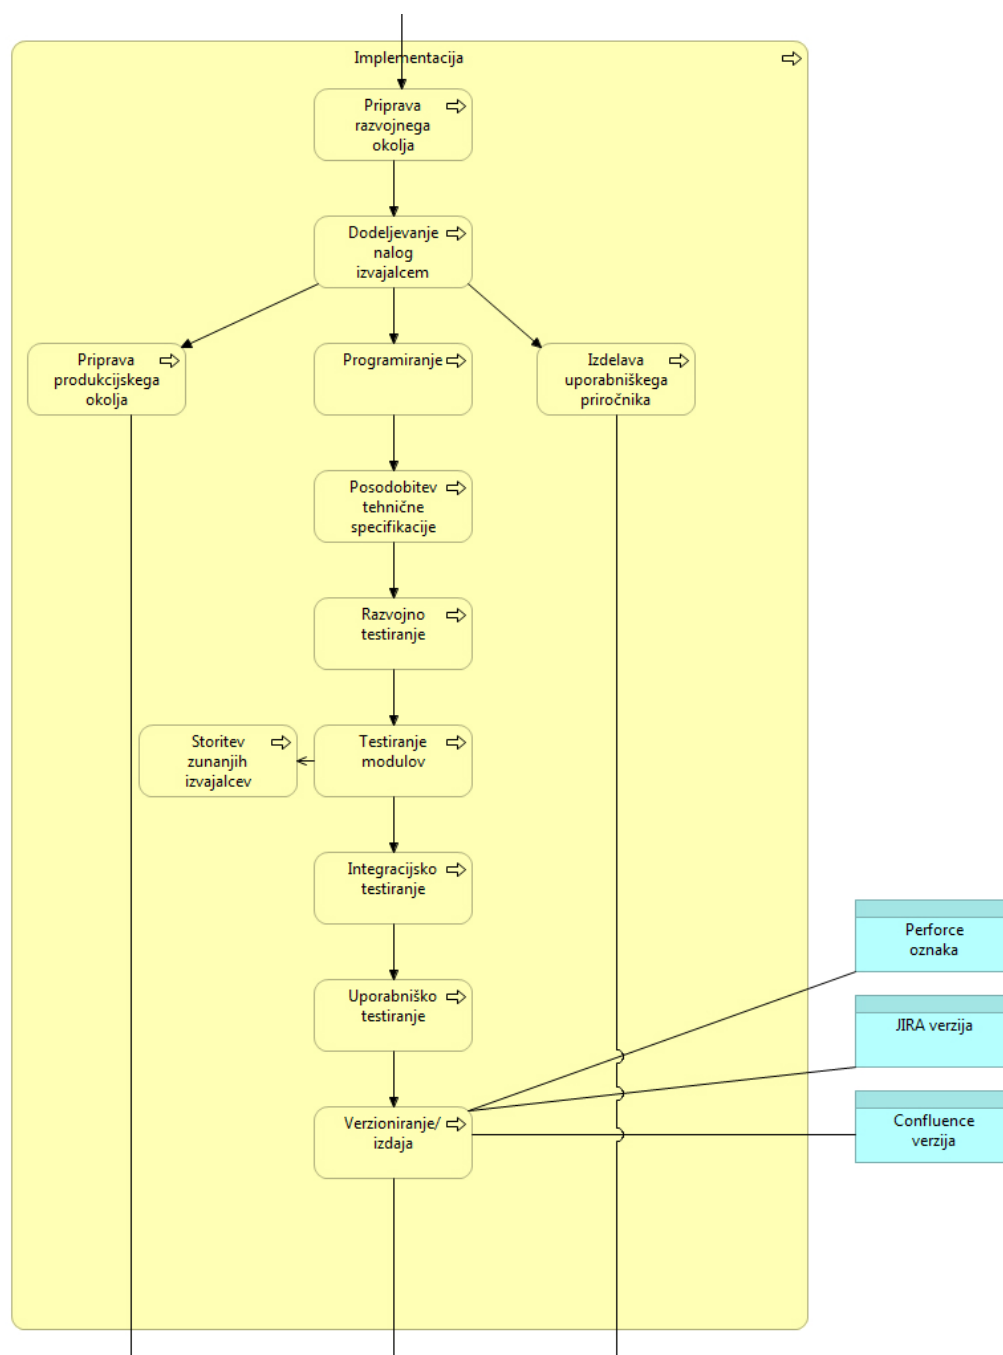 Implementacija
Priprava
razvojnega
okolja
Dodeljevanje
nalog
izvajalcem
Priprava
produkcijskega
okolja
Programiranje
Izdelava
uporabniškega
priročnika
Posodobitev
tehnične
specifikacije
Razvojno
testiranje
Storitev
zunanjih
izvajalcev
Testiranje
modulov
Integracijsko
testiranje
Perforce
oznaka
Uporabniško
testiranje
JIRA verzija
Verzioniranje/
izdaja
Confluence
verzija